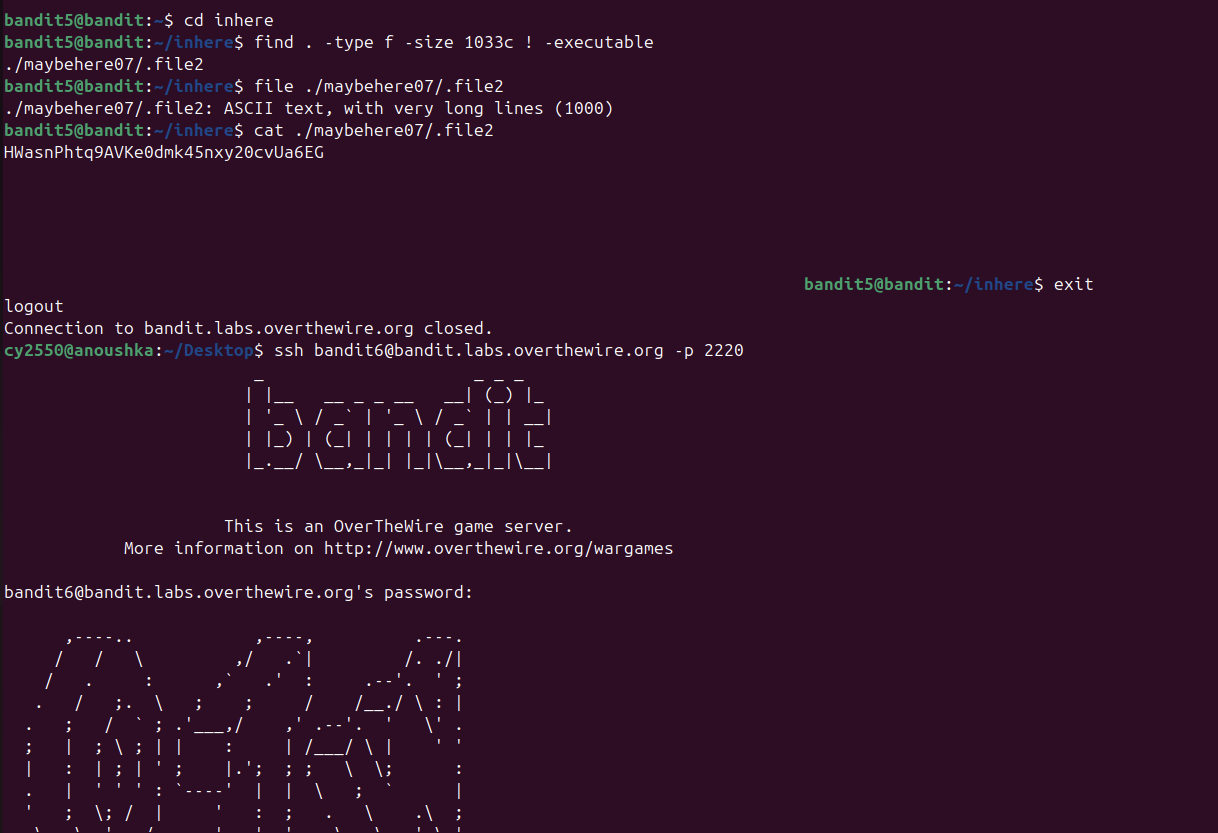 bandit5@bandit:~$ cd inhere
bandit5@bandit:~/inhere$ find . -type f -size 1033c ! -executable
./maybehere07/.file2
bandit5@bandit:~/inhere$ file ./maybehere07/.file2
./maybehere07/.file2: ASCII text, with very long lines (1000)
bandit5@bandit:~/inhere$ cat ./maybehere07/.file2
HWasnPhtq9AVKe0dmk45nxy20cvUa6EG
bandit5@bandit:~/inhere$ exit
logout
Connection to bandit.labs.overthewire.org closed.
cy2550@anoushka:~/Desktop$ ssh bandit6@bandit.labs.overthewire.org -p 2220
bandit
This is an OverTheWire game server.
More information on http://www.overthewire.org/wargames
bandit6@bandit.labs.overthewire.org's password: